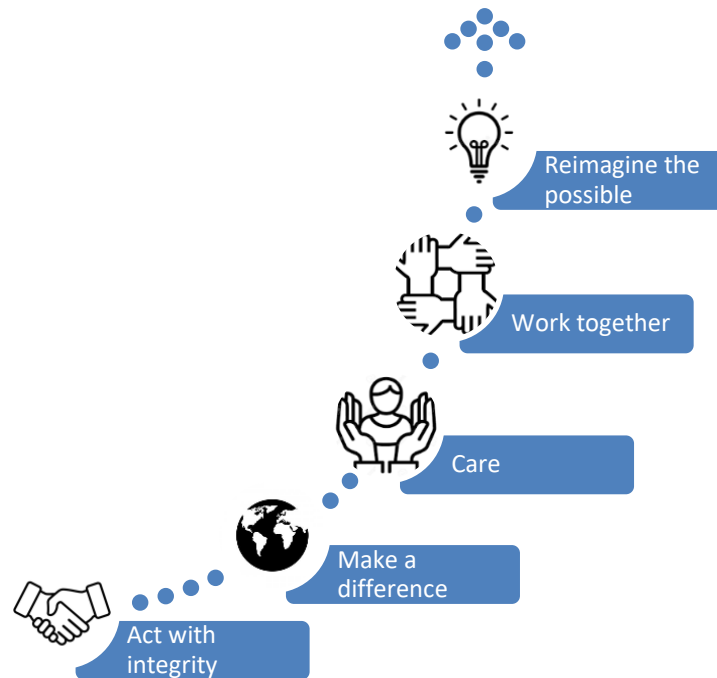 Reimagine the
possible
Work together
Care
Make a
difference
Act with
integrity